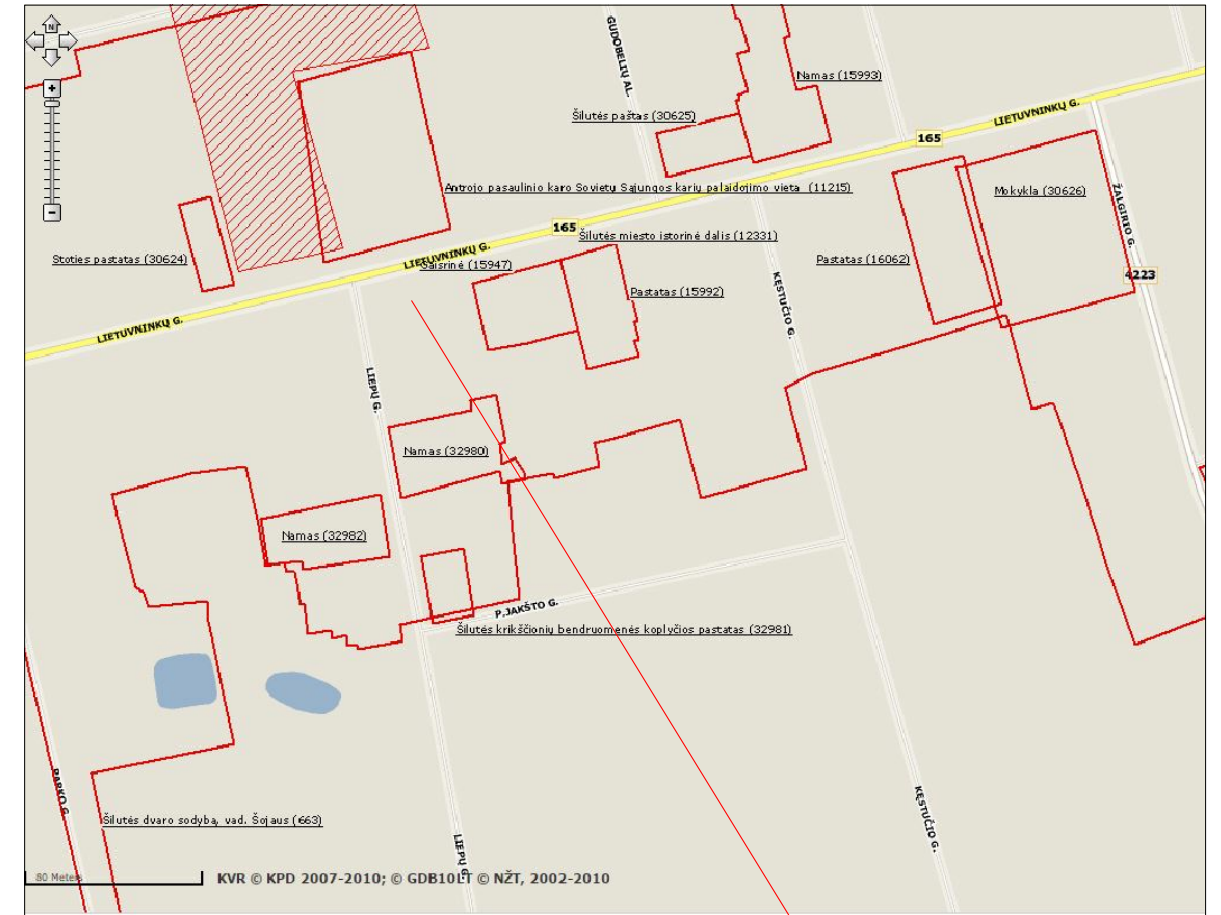 N
GUDOBELIŲ AL.
Namas (15993)
Šilutės paštas (30625)
LIETUVNINKŲ G.
165
Antrojo pasaulinio karo Sovietų Sąjungos karių palaidojimo vieta (11215)
Mokykla (30626)
ŽALGIRIO G.
165
Šilutės miesto istorinė dalis (12331)
LIETUVNINKŲ G.
Stoties pastatas (30624)
Gaisrinė (15947)
Pastatas (16062)
4223
KĘSTUČIO G.
Pastatas (15992)
LIETUVNINKŲ G.
LIEPŲ G.
Namas (32980)
Namas (32982)
P.JAKŠTO G.
Šilutės krikščionių bendruomenės koplyčios pastatas (32981)
PARKO G.
KĘSTUČIO G.
Šilutės dvaro sodyba, vad. Šojaus (663)
LIEPŲ G.
80 Meters
KVR © KPD 2007-2010; © GDB10LT © NŽT, 2002-2010